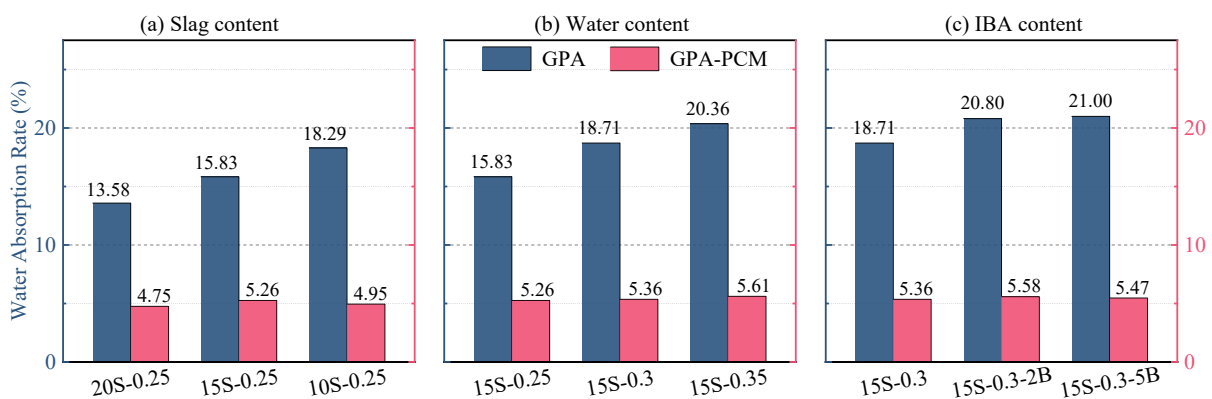 (a) Slag content
(b) Water content
(c) IBA content
Water Absorption Rate (%)
GPA
GPA-PCM
20
10
0
13.58
4.75
15.83
5.26
18.29
4.95
20S-0.25
15S-0.25
10S-0.25
15.83
5.26
18.71
5.36
20.36
5.61
15S-0.25
15S-0.3
15S-0.35
18.71
5.36
20.80
5.58
21.00
5.47
15S-0.3
15S-0.3-2B
15S-0.3-5B
20
10
0